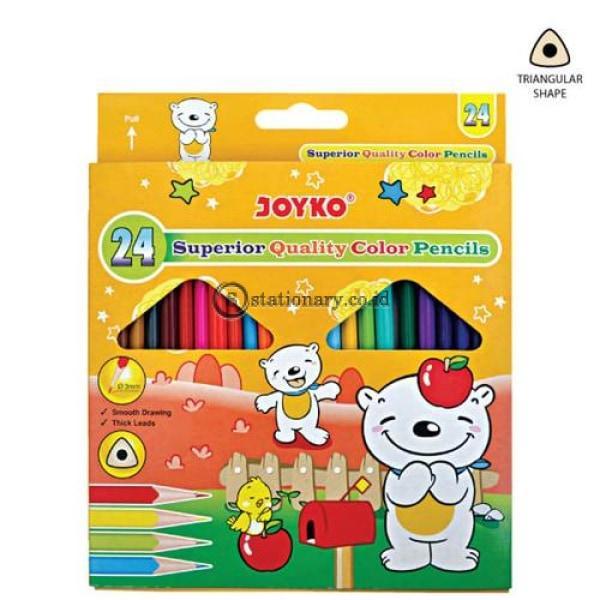 TRIANGULAR
SHAPE
Pull
24
Superior Quality Color Pencils
JOYKO®
24 Superior Quality Color Pencils
stationary.co.id
Ø 3mm
✓ Smooth Drawing
✓ Thick Leads